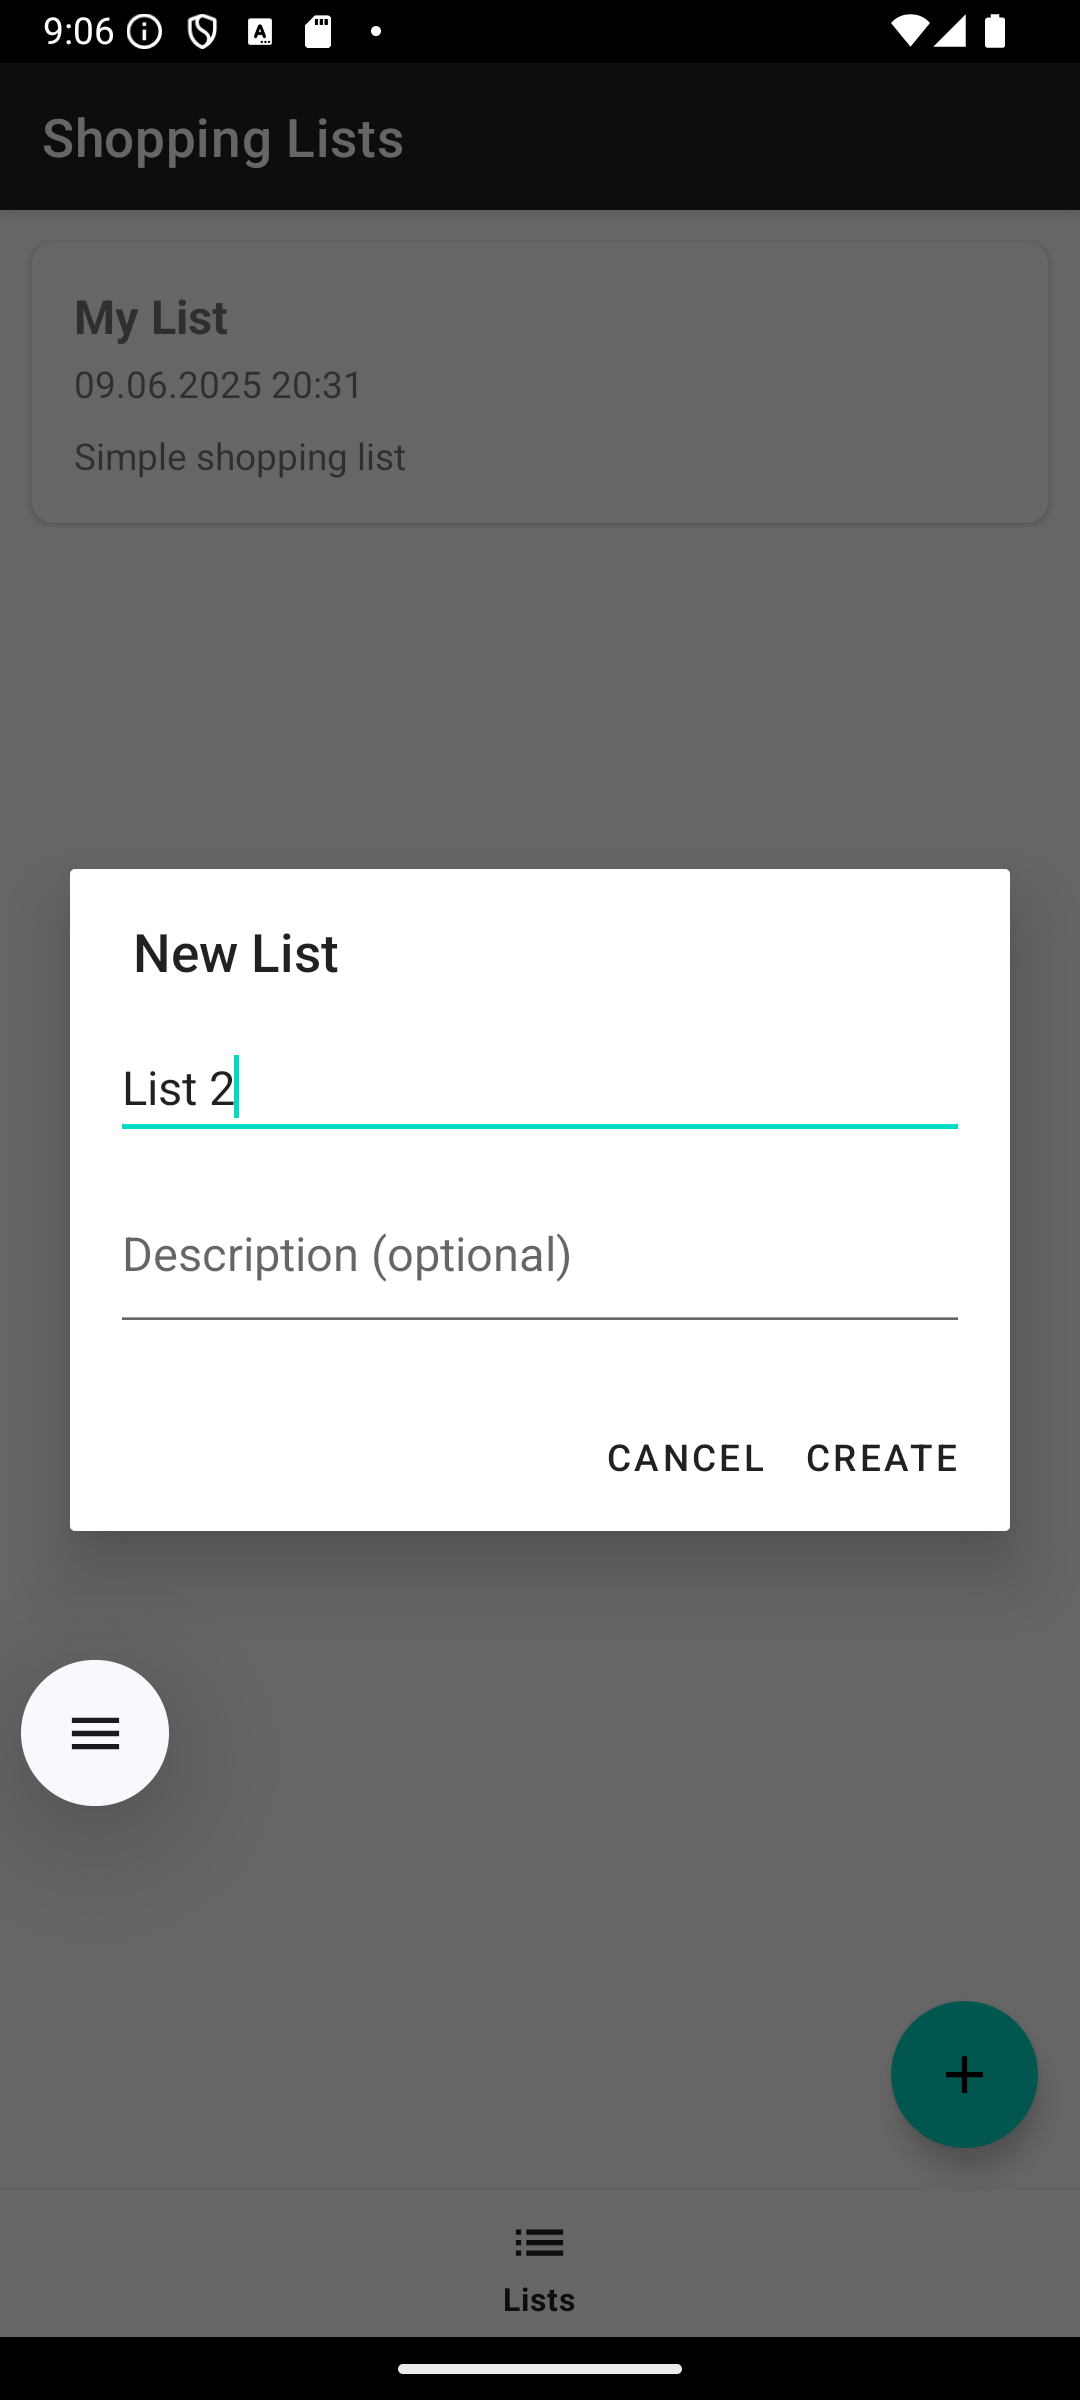 9:06
Shopping Lists
My List
09.06.2025 20:31
Simple shopping list
New List
List 2
Description (optional)
CANCEL CREATE
Lists